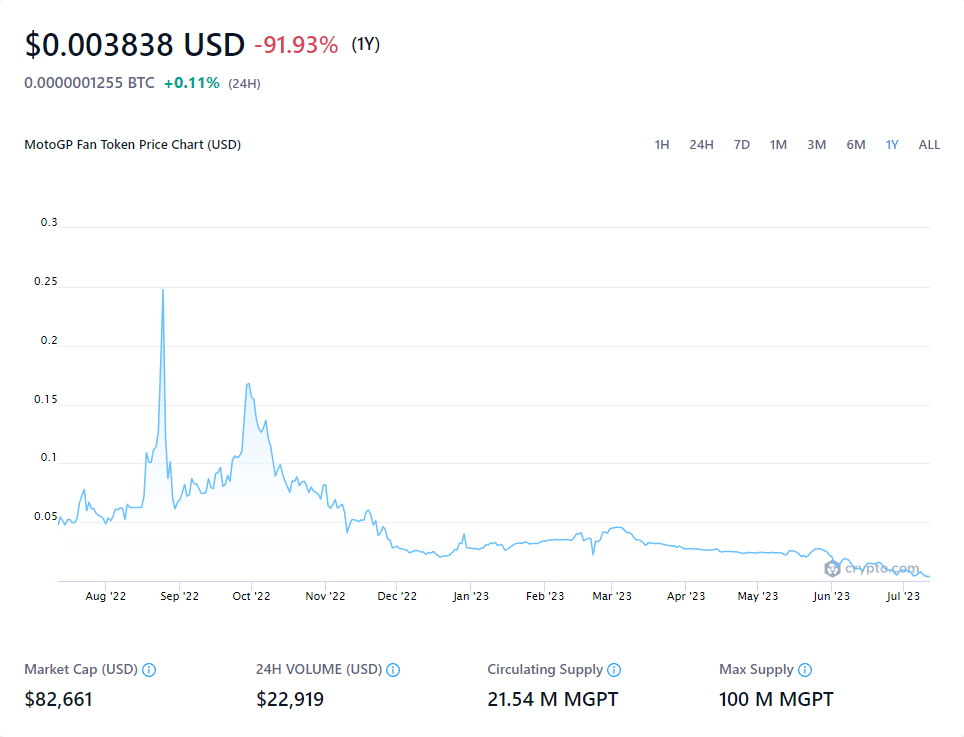 $0.003838 USD -91.93% (1Y)
0.0000001255 BTC +0.11% (24H)
MotoGP Fan Token Price Chart (USD) 1H 24H 7D 1M 3M 6M 1Y ALL
0.3
0.25
0.2
0.15
0.1
0.05
crypto.com
Aug '22 Sep '22 Oct '22 Nov '22 Dec '22 Jan '23 Feb '23 Mar '23 Apr '23 May '23 Jun '23 Jul '23
Market Cap (USD) 24H VOLUME (USD) Circulating Supply Max Supply
$82,661 $22,919 21.54 M MGPT 100 M MGPT